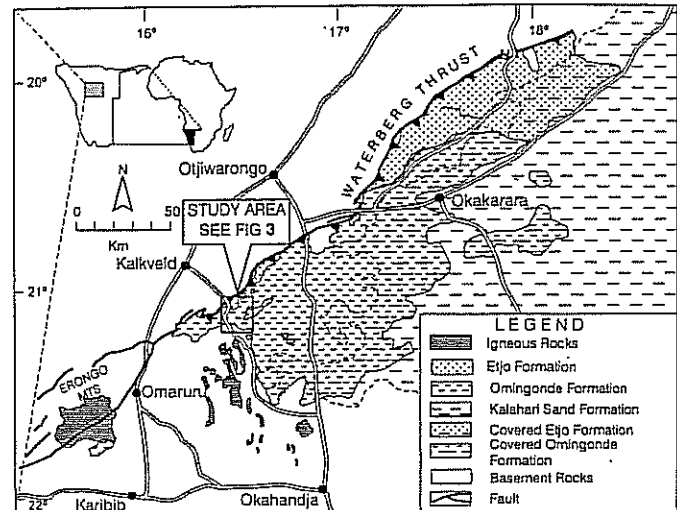 16°
17°
18°
20°
WATERBERG THRUST
Otjiwarongo
N
0 50
Km
STUDY AREA
SEE FIG 3
Okakarara
Kalkveld
21°
LEGEND
Igneous Rocks
Etjo Formation
Omingonde Formation
Kalahari Sand Formation
Covered Etjo Formation
Covered Omingonde
Formation
Basement Rocks
Fault
ERONGO
MTS
Omaruru
22°
Karibib
Okahandja